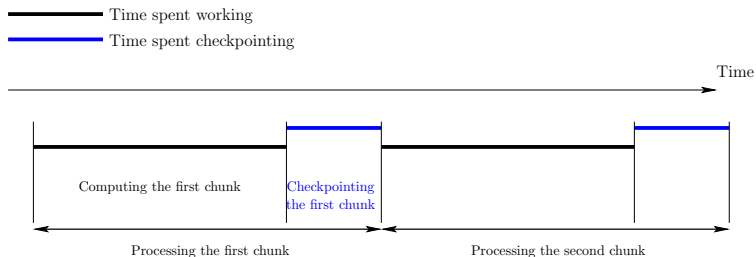 Time spent working
Time spent checkpointing
Time
Computing the first chunk
Checkpointing
the first chunk
Processing the first chunk
Processing the second chunk